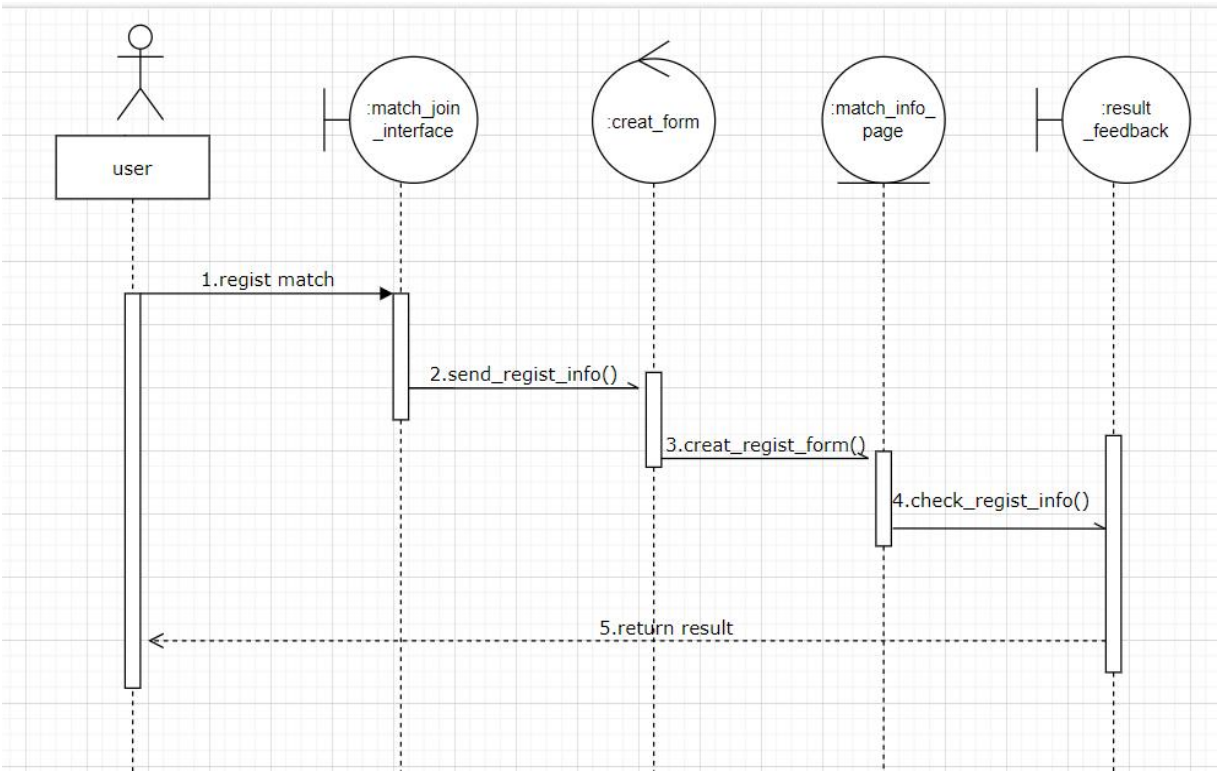 :match_join
_interface
:creat_form
:match_info_
page
:result
_feedback
user
1.regist match
2.send_regist_info()
3.creat_regist_form()
4.check_regist_info()
5.return result